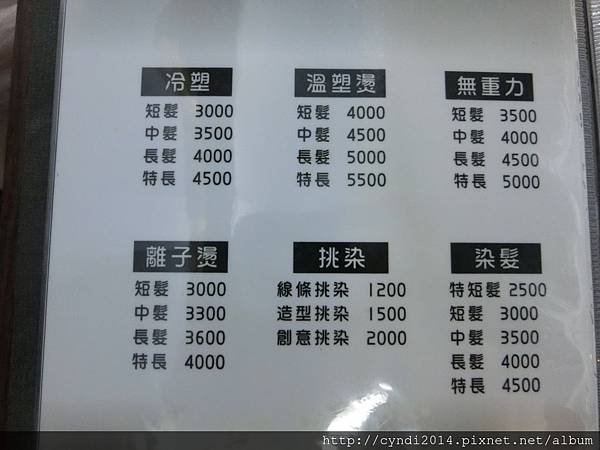 冷塑
短髮 3000
中髮 3500
長髮 4000
特長 4500
溫塑燙
短髮 4000
中髮 4500
長髮 5000
特長 5500
無重力
短髮 3500
中髮 4000
長髮 4500
特長 5000
離子燙
短髮 3000
中髮 3300
長髮 3600
特長 4000
挑染
線條挑染 1200
造型挑染 1500
創意挑染 2000
染髮
特短髮 2500
短髮 3000
中髮 3500
長髮 4000
特長 4500
http://cyndi2014.pixnet.net/album